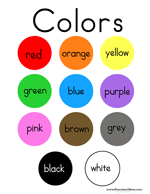 Colors
red orange yellow
green blue purple
pink brown grey
black white